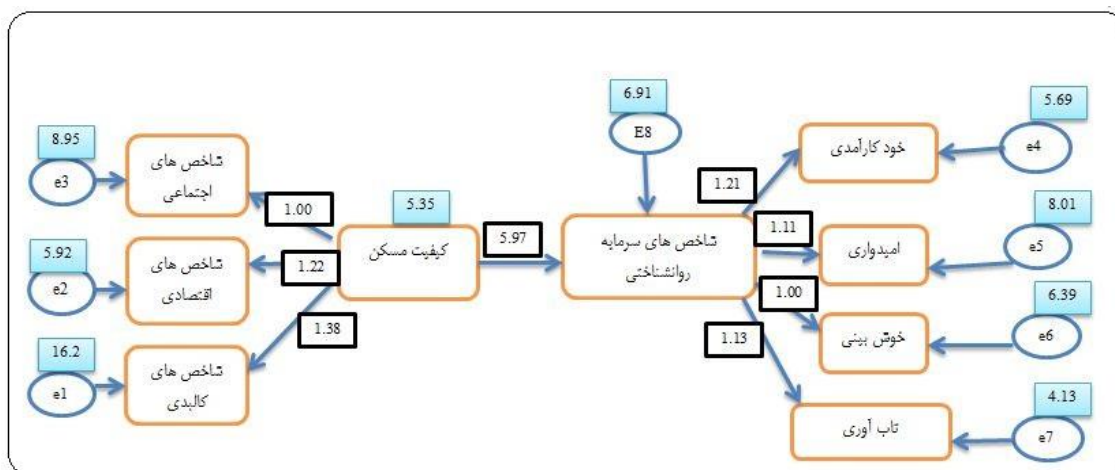 6.91
5.69
8.95
E8
خود کارآمدی
e4
شاخص های
اجتماعی
e3
1.21
1.00
5.35
5.97
شاخص های سرمایه
روانشناختی
1.11
8.01
کیفیت مسکن
امیدواری
e5
5.92
شاخص های
اقتصادی
1.22
e2
1.00
6.39
1.38
1.13
خوش بینی
e6
16.2
شاخص های
کالبدی
e1
4.13
تاب آوری
e7